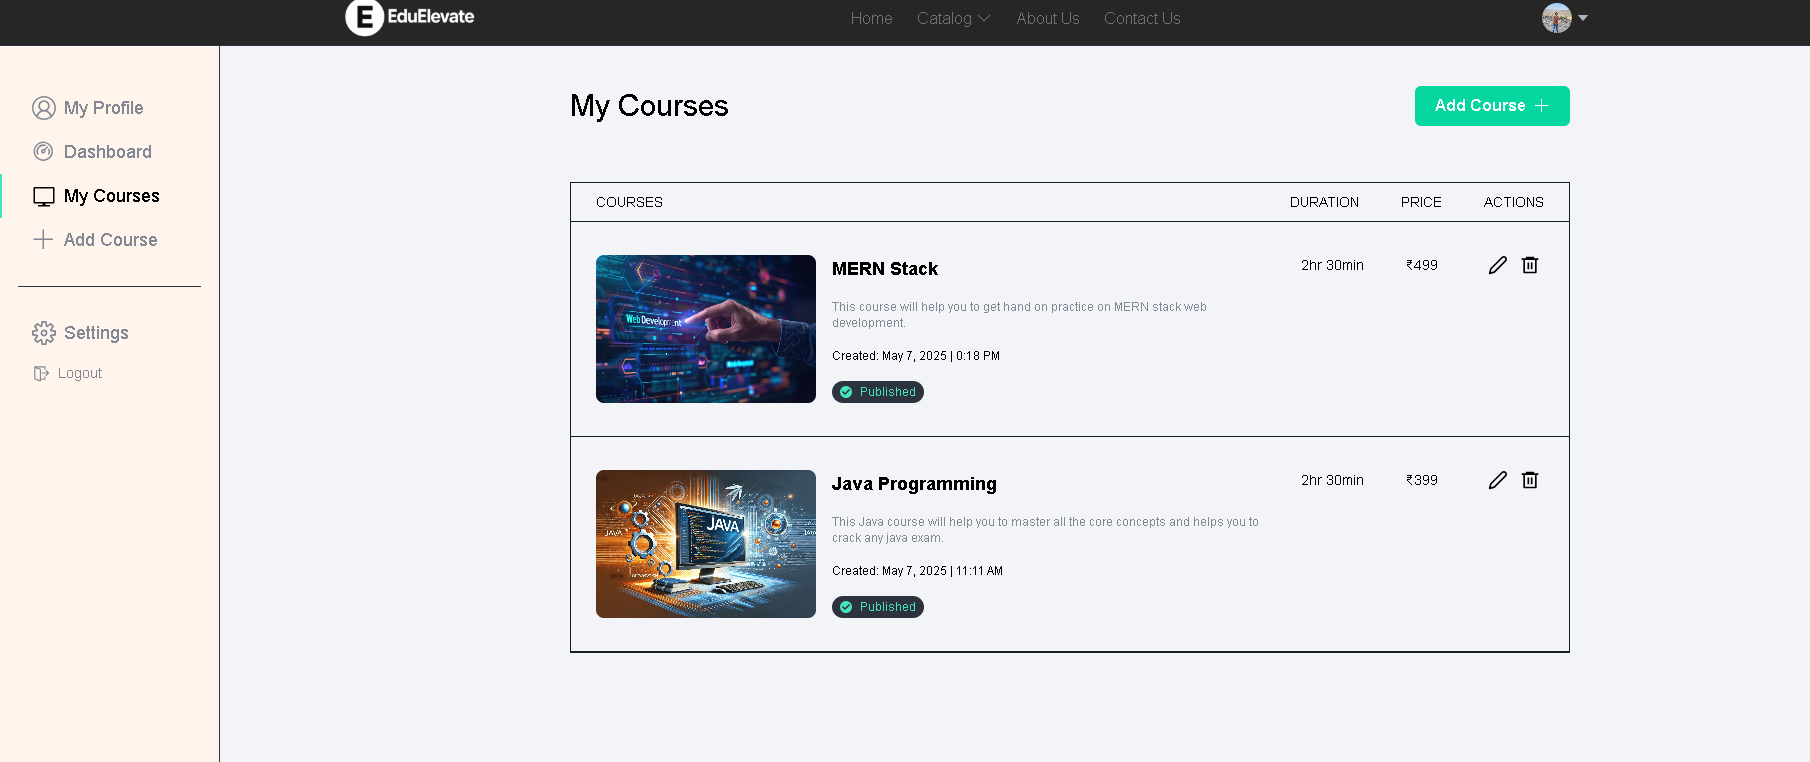 E EduElevate
Home Catalog About Us Contact Us
My Profile
Dashboard
My Courses
Add Course
Settings
Logout
My Courses
Add Course
COURSES DURATION PRICE ACTIONS
Web Development
MERN Stack 2hr 30min ₹499
This course will help you to get hand on practice on MERN stack web
development.
Created: May 7, 2025 | 0:18 PM
Published
JAVA
Java Programming 2hr 30min ₹399
This Java course will help you to master all the core concepts and helps you to
crack any java exam.
Created: May 7, 2025 | 11:11 AM
Published